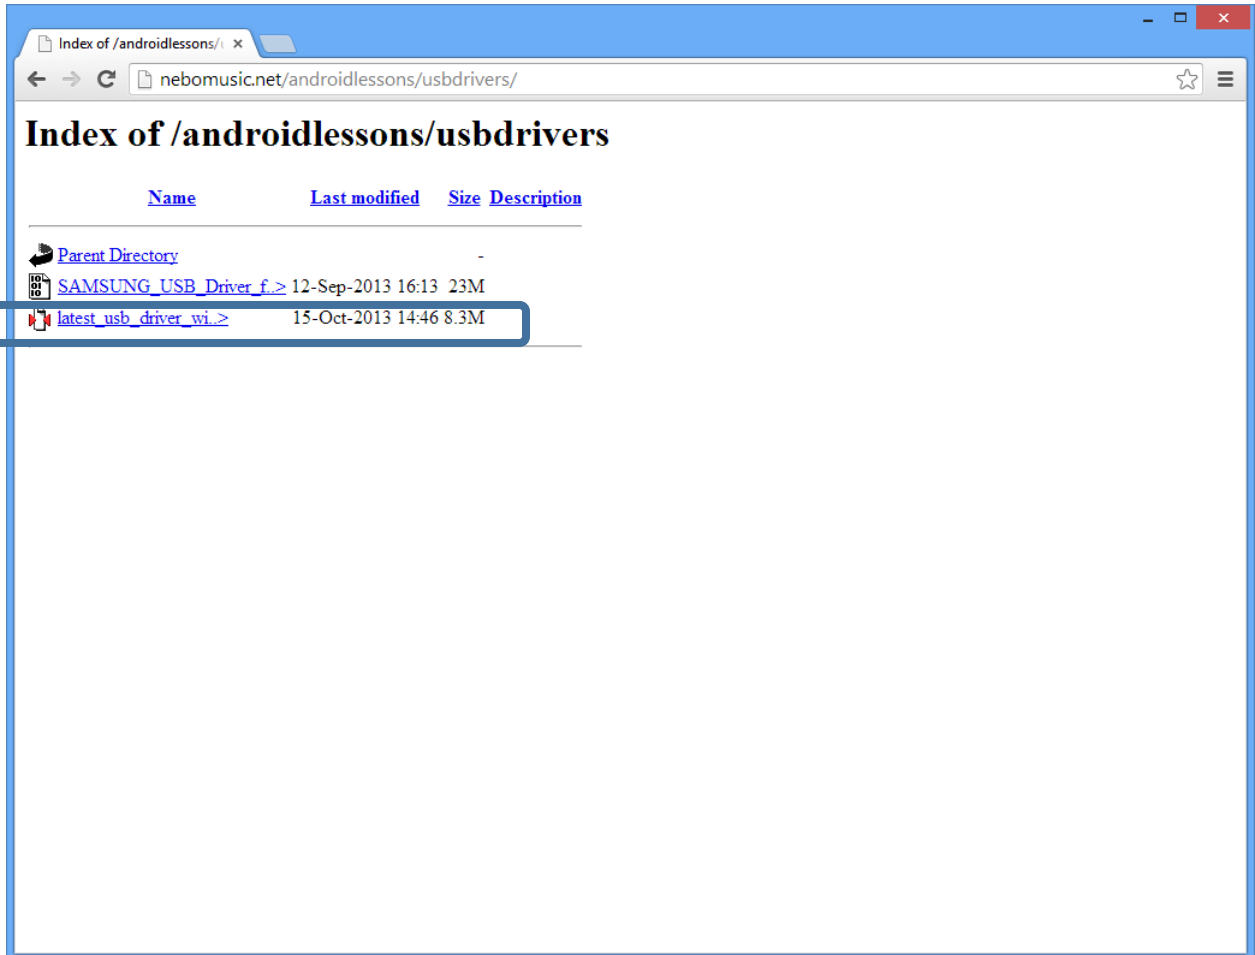 Index of /androidlessons/u
nebomusic.net/androidlessons/usbdrivers/
Index of /androidlessons/usbdrivers
Name Last modified Size Description
Parent Directory -
SAMSUNG_USB_Driver_f..> 12-Sep-2013 16:13 23M
latest_usb_driver_wi..> 15-Oct-2013 14:46 8.3M